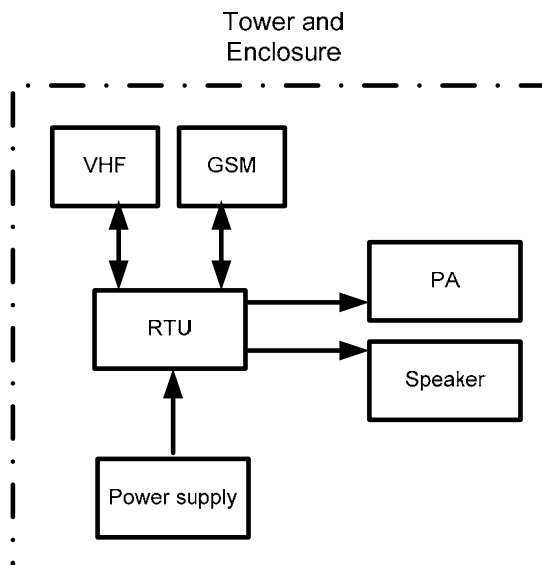 Tower and
Enclosure
VHF
GSM
PA
RTU
Speaker
Power supply